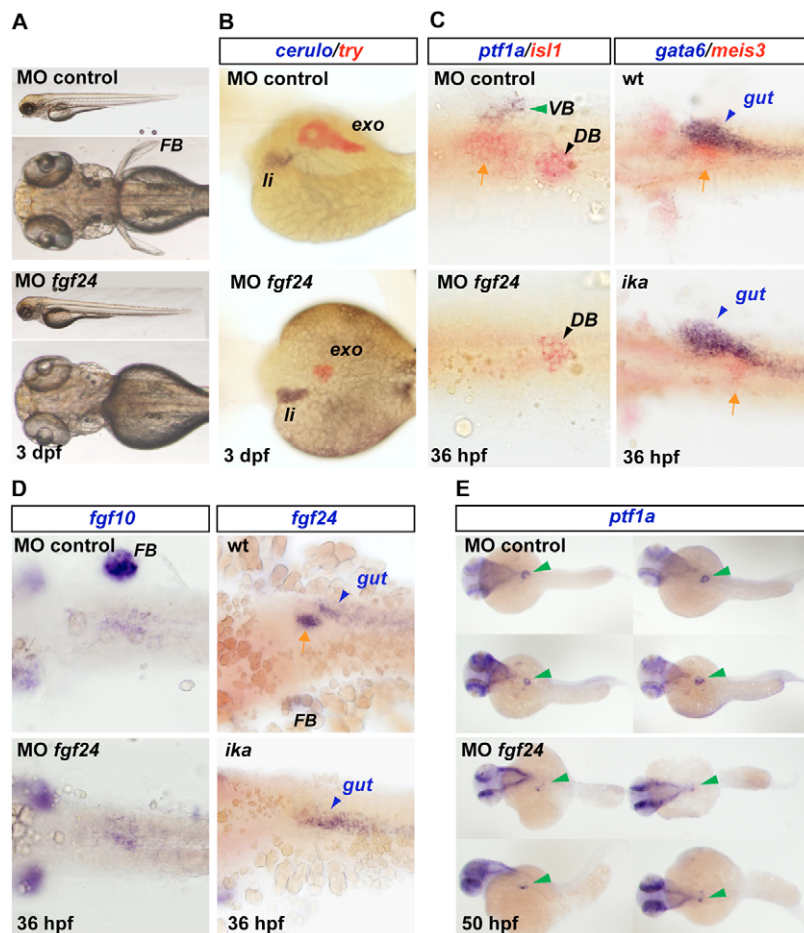 A
MO control
FB
MO fgf24
3 dpf
B
cerulo/try
MO control
exo
li
MO fgf24
exo
li
3 dpf
C
ptf1a/isl1
MO control
VB
DB
MO fgf24
DB
36 hpf
gata6/meis3
wt
gut
ika
gut
36 hpf
D
fgf10
MO control
FB
MO fgf24
36 hpf
fgf24
wt
gut
FB
ika
gut
36 hpf
E
ptf1a
MO control
MO fgf24
50 hpf